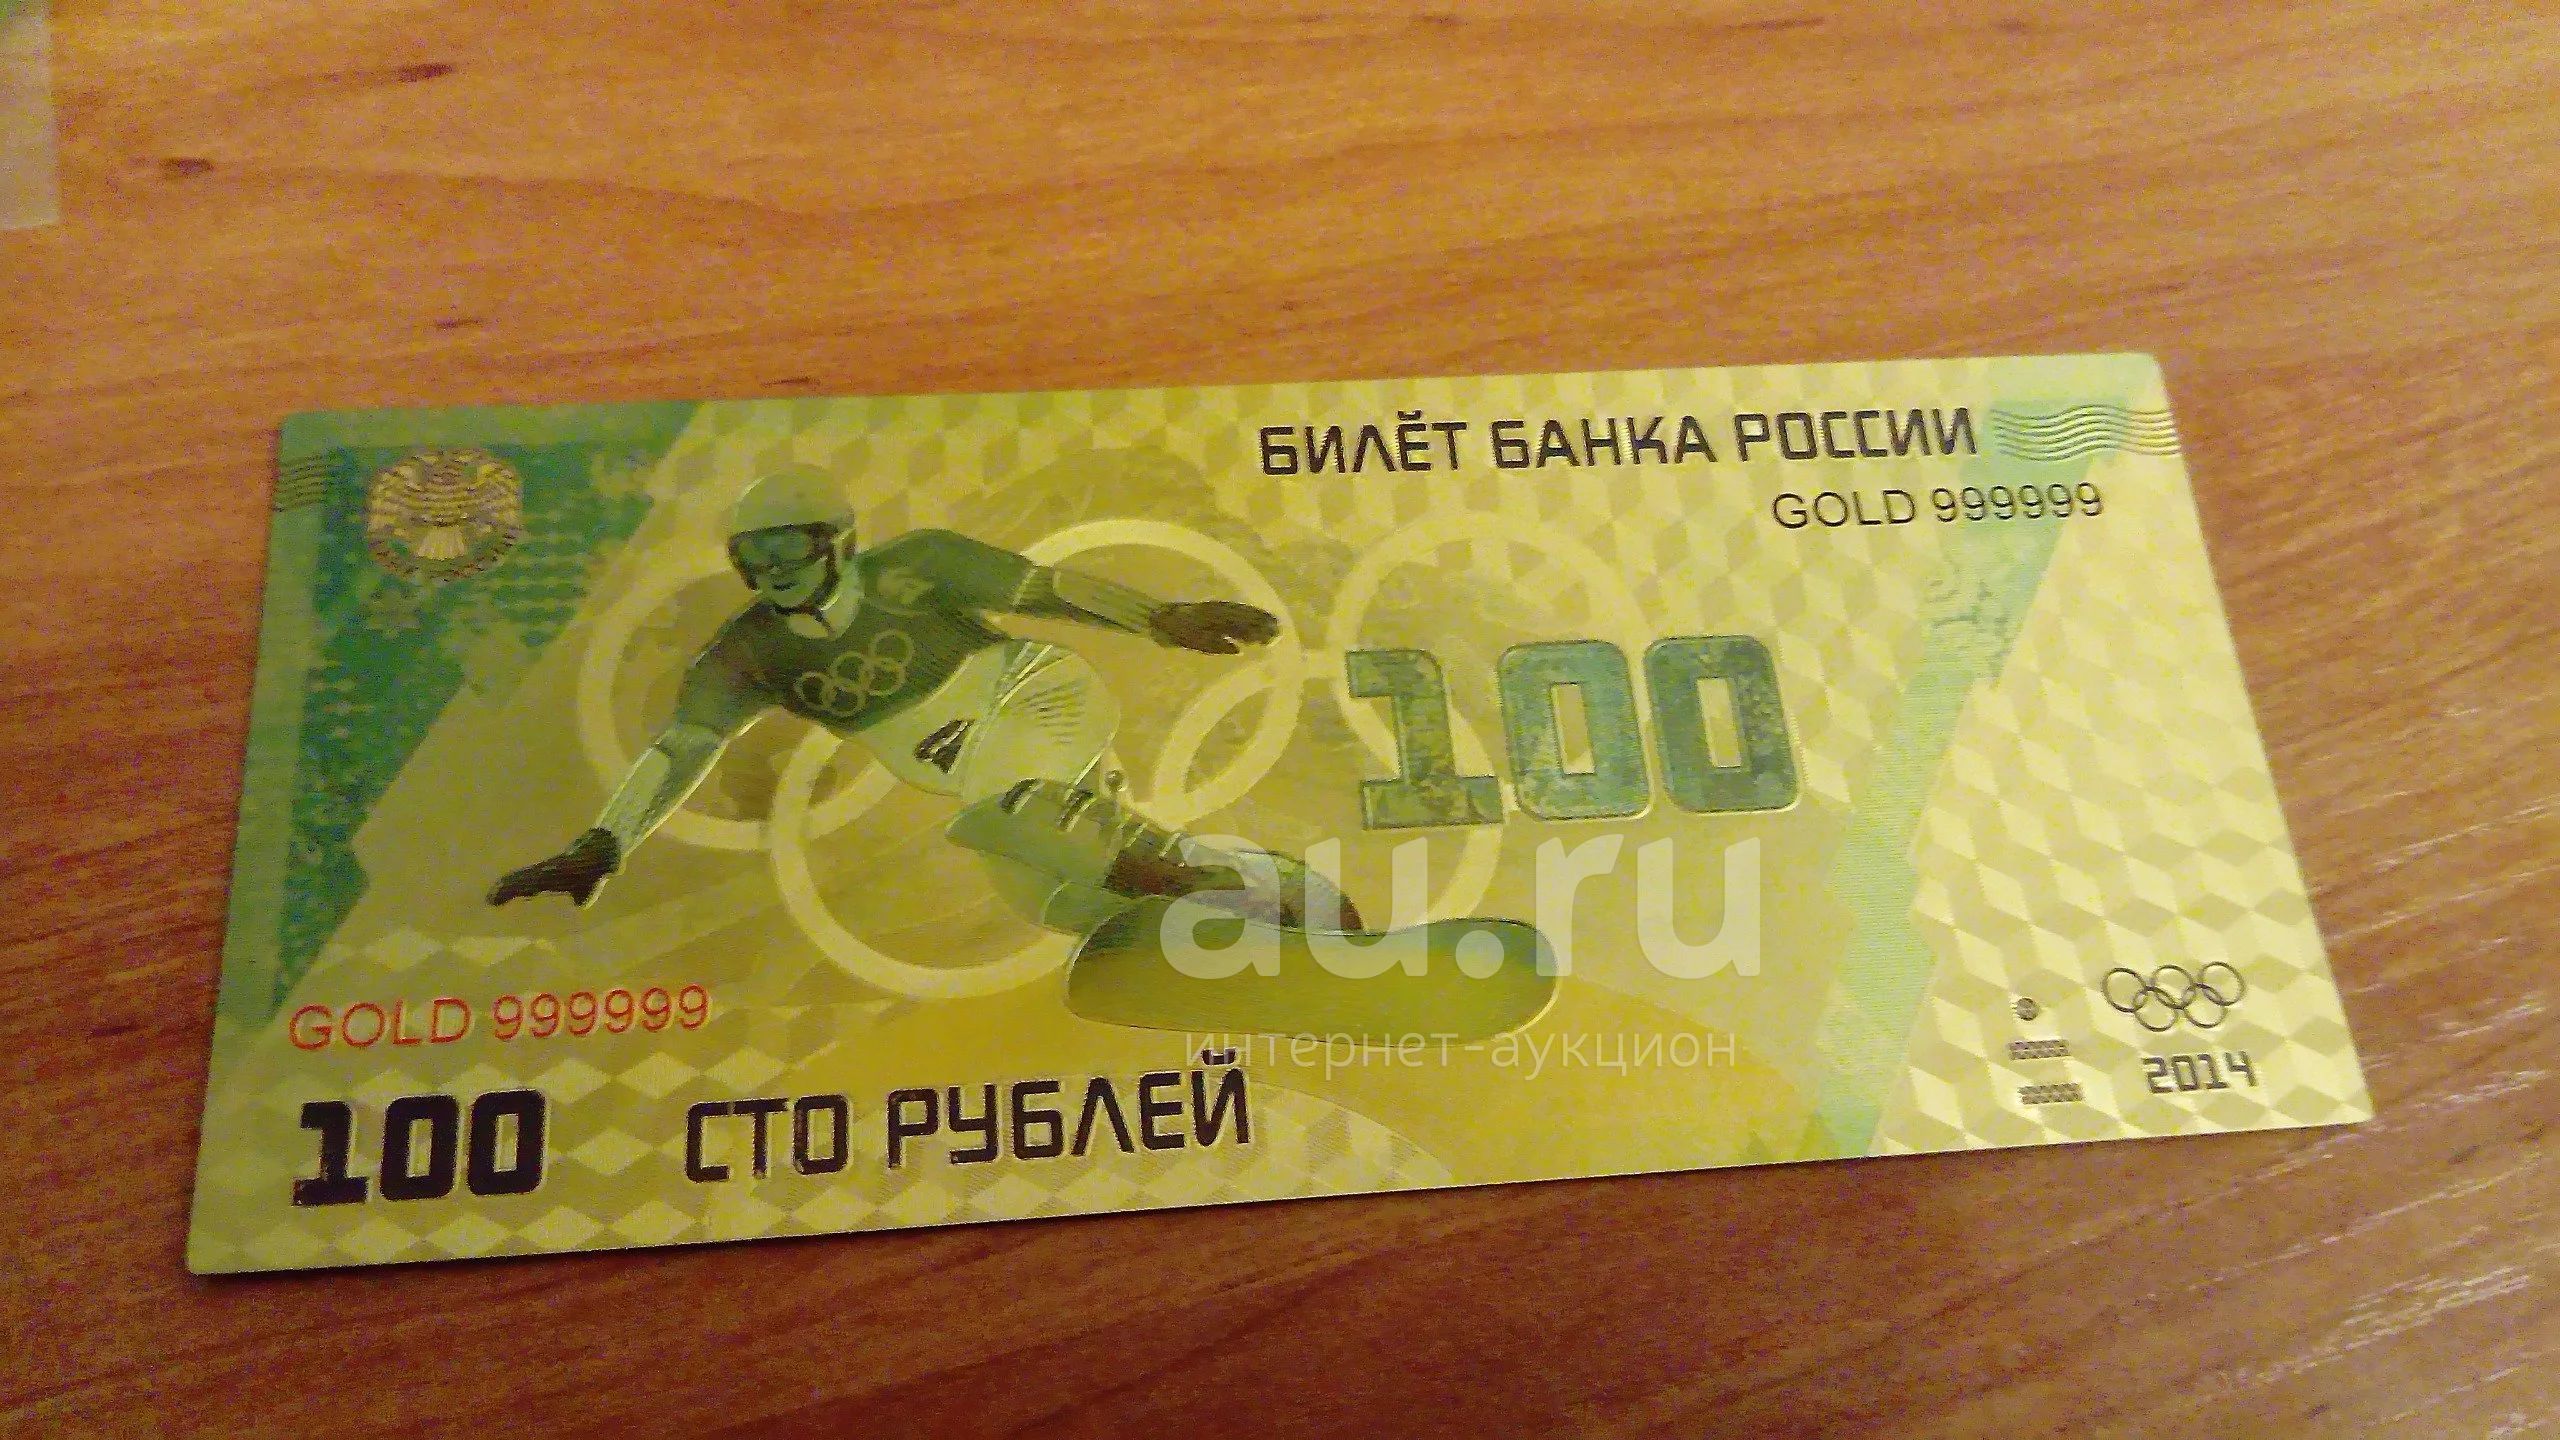 БИЛЕТ БАНКА РОССИИ
GOLD 999999
100
au.ru
интернет-аукцион
GOLD 999999
100 СТО РУБЛЕЙ
2014